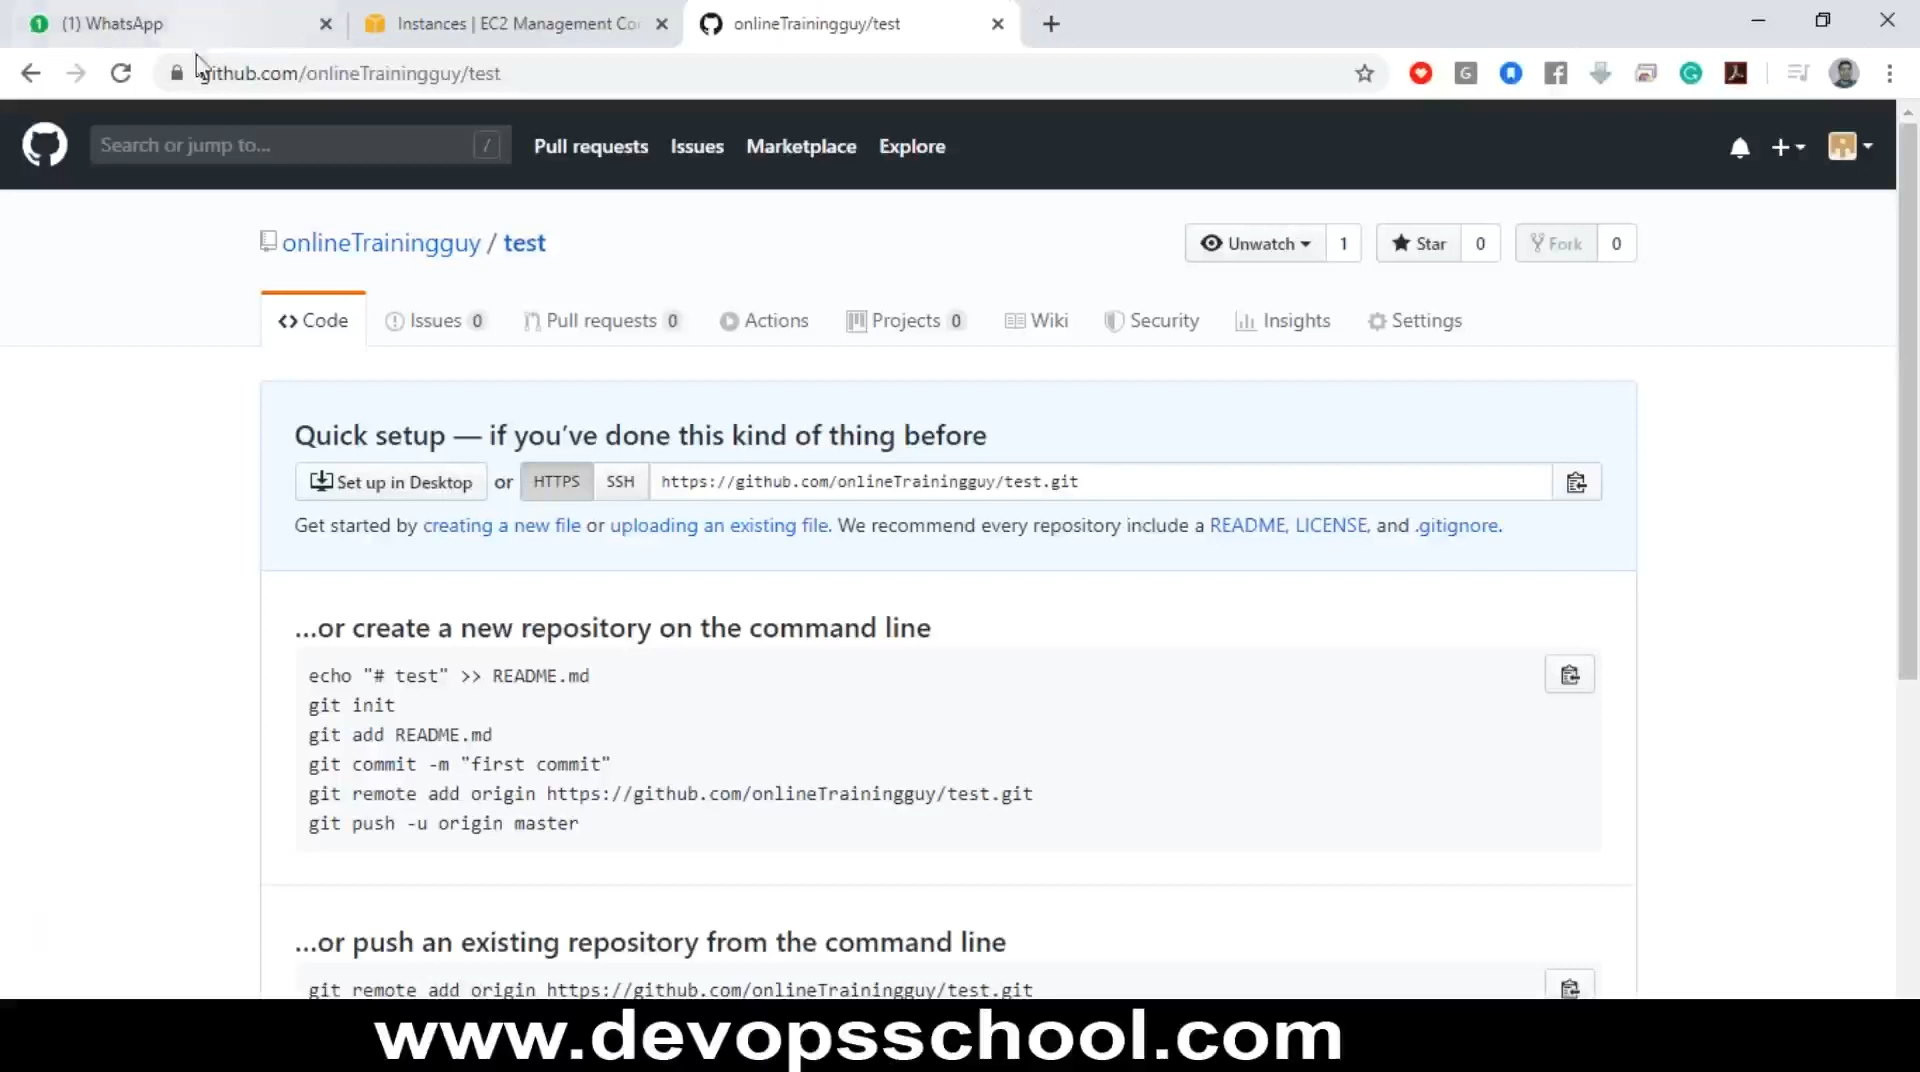 (1) WhatsApp
Instances | EC2 Management Co
onlineTrainingguy/test
github.com/onlineTrainingguy/test
Search or jump to... /
Pull requests Issues Marketplace Explore
onlineTrainingguy / test
Unwatch 1 Star 0 Fork 0
Code Issues 0 Pull requests 0 Actions Projects 0 Wiki Security Insights Settings
Quick setup — if you’ve done this kind of thing before
Set up in Desktop or HTTPS SSH https://github.com/onlineTrainingguy/test.git
Get started by creating a new file or uploading an existing file. We recommend every repository include a README, LICENSE, and .gitignore.
…or create a new repository on the command line
echo "# test" >> README.md
git init
git add README.md
git commit -m "first commit"
git remote add origin https://github.com/onlineTrainingguy/test.git
git push -u origin master
…or push an existing repository from the command line
git remote add origin https://github.com/onlineTrainingguy/test.git
www.devopsschool.com